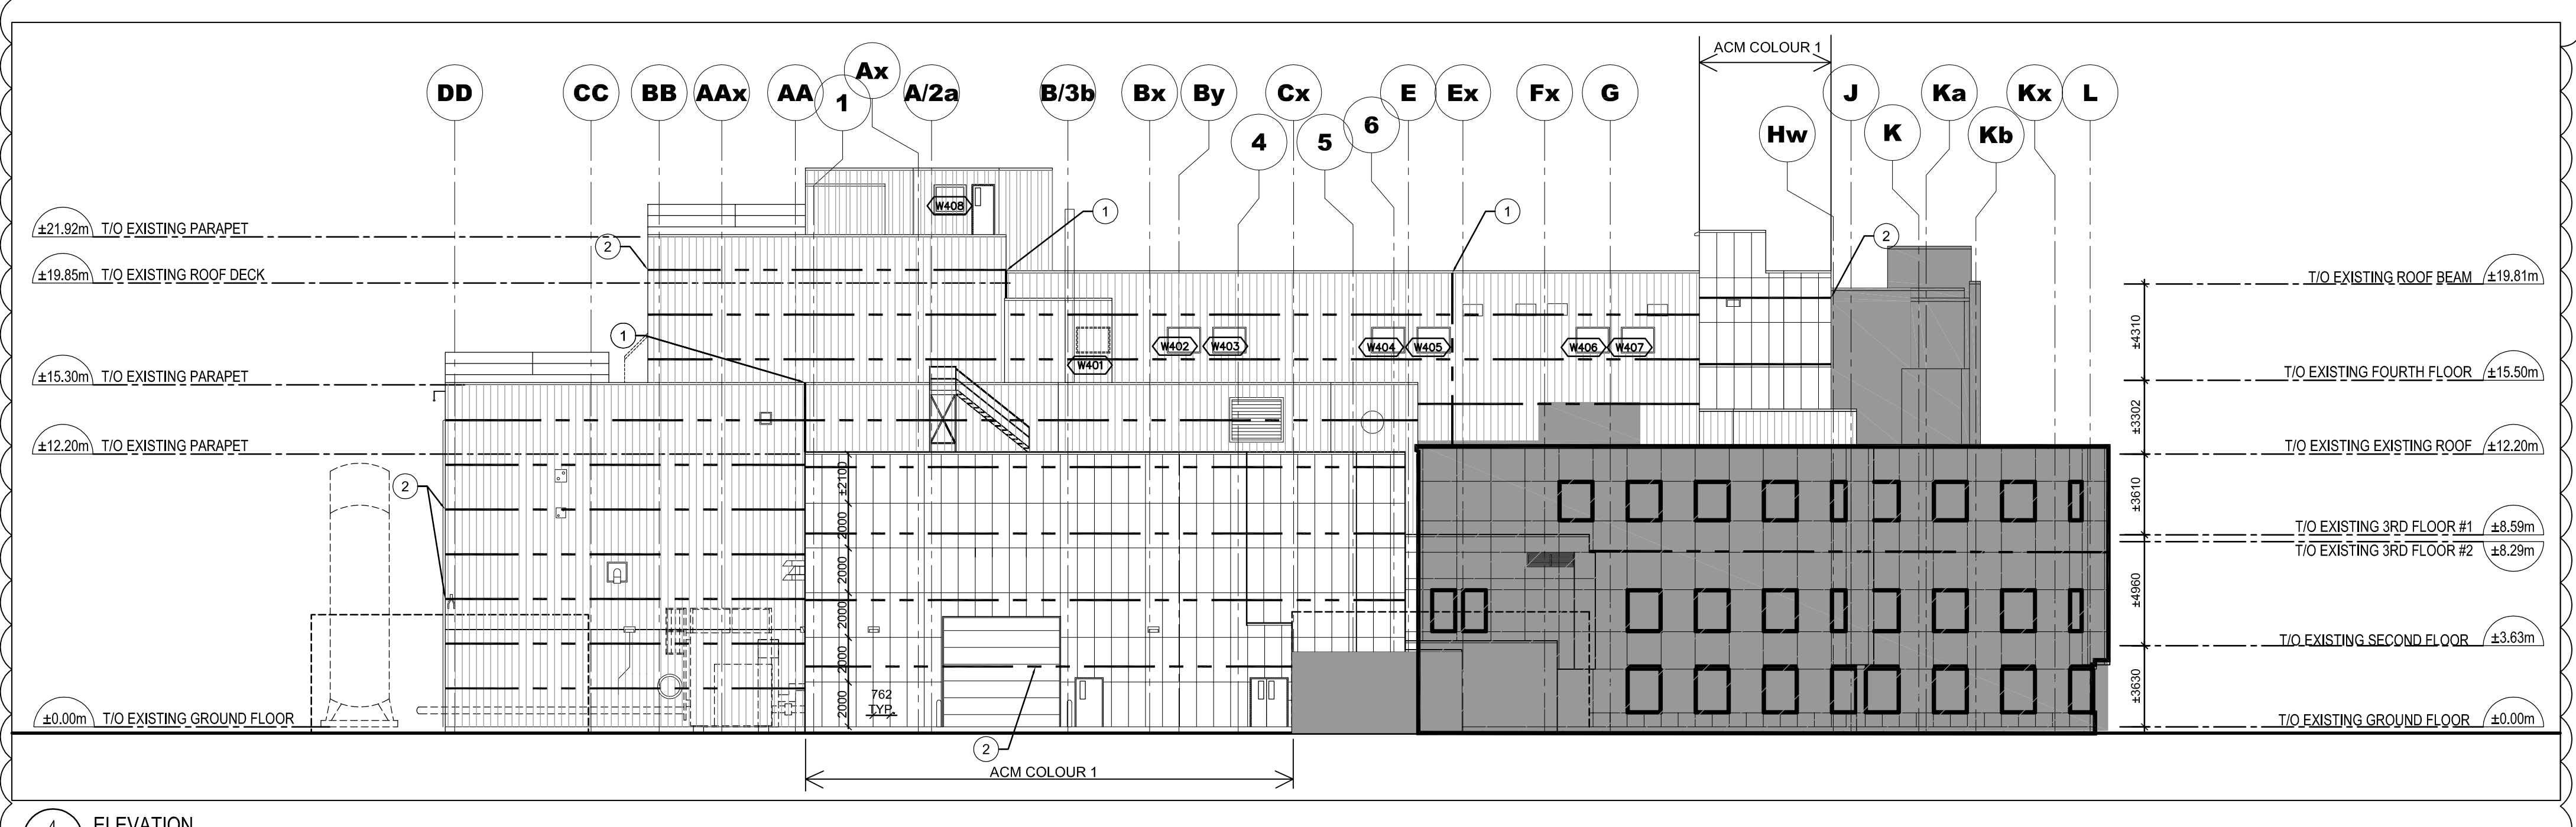 ACM COLOUR 1
DD
CC
BB
AAx
AA
1
Ax
A/2a
B/3b
Bx
By
4
Cx
5
6
E
Ex
Fx
G
Hw
J
K
Ka
Kb
Kx
L
±21.92m T/O EXISTING PARAPET
±19.85m T/O EXISTING ROOF DECK
±15.30m T/O EXISTING PARAPET
±12.20m T/O EXISTING PARAPET
±0.00m T/O EXISTING GROUND FLOOR
W408
1
1
2
2
1
2
2
W401
W402
W403
W404
W405
W406
W407
±2100
2000
2000
2000
2000
2000
762
TYP.
ACM COLOUR 1
T/O EXISTING ROOF BEAM ±19.81m
±4310
T/O EXISTING FOURTH FLOOR ±15.50m
±3302
T/O EXISTING EXISTING ROOF ±12.20m
±3610
T/O EXISTING 3RD FLOOR #1 ±8.59m
T/O EXISTING 3RD FLOOR #2 ±8.29m
±4960
T/O EXISTING SECOND FLOOR ±3.63m
±3630
T/O EXISTING GROUND FLOOR ±0.00m
4 ELEVATION